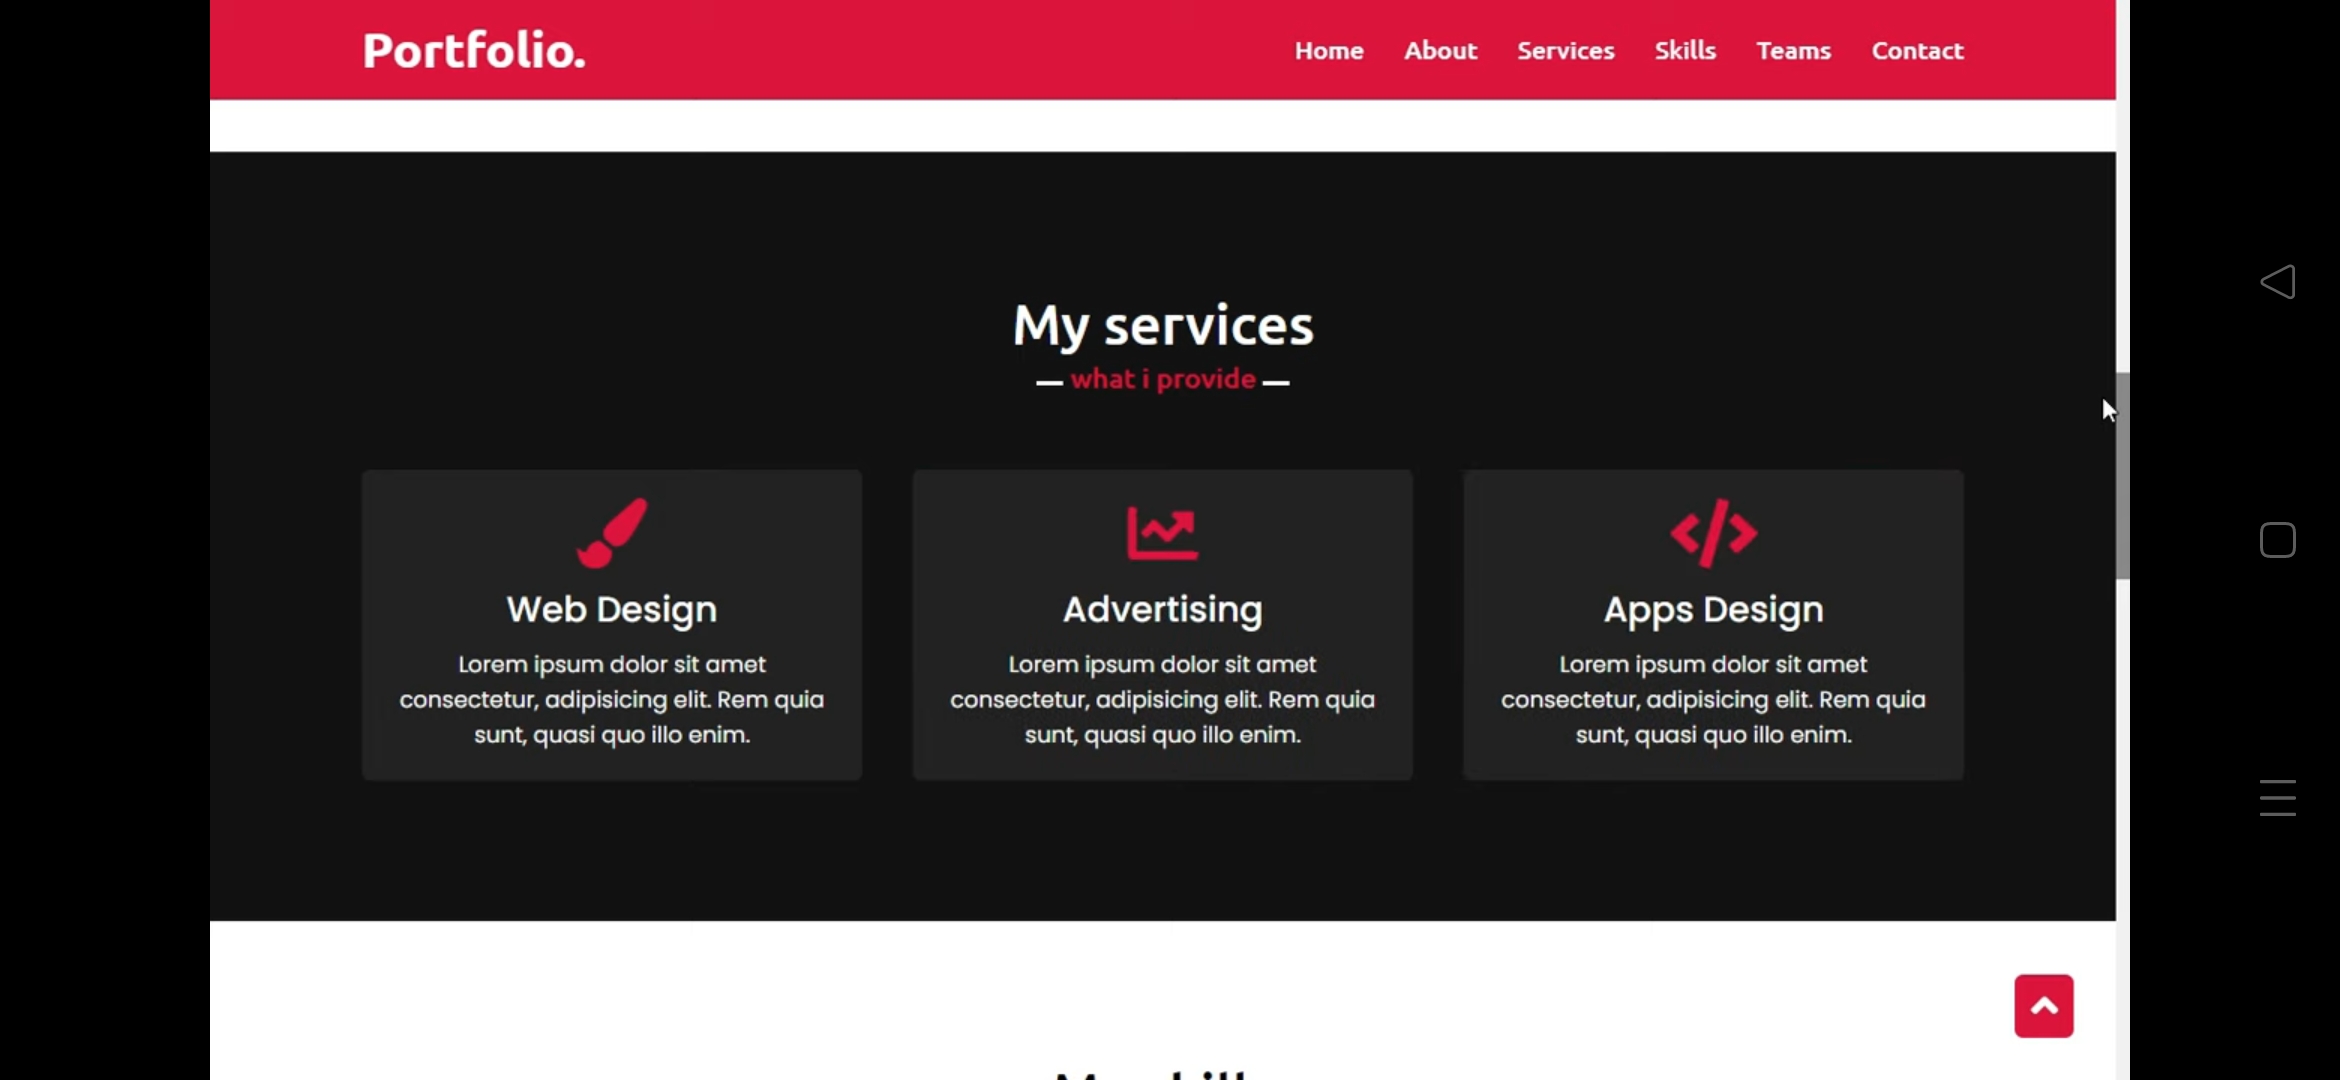 Portfolio.
Home About Services Skills Teams Contact
My services
what i provide
Web Design
Lorem ipsum dolor sit amet
consectetur, adipisicing elit. Rem quia
sunt, quasi quo illo enim.
Advertising
Lorem ipsum dolor sit amet
consectetur, adipisicing elit. Rem quia
sunt, quasi quo illo enim.
Apps Design
Lorem ipsum dolor sit amet
consectetur, adipisicing elit. Rem quia
sunt, quasi quo illo enim.